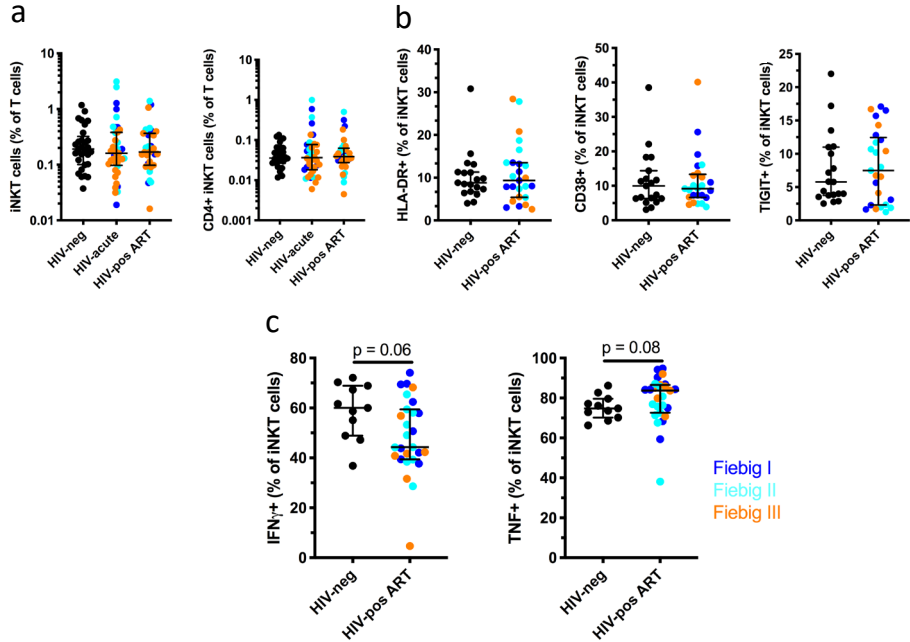 a
iNKT cells (% of T cells)
10
1
0.1
0.01
HIV-neg
HIV-acute
HIV-pos ART
CD4+ iNKT cells (% of T cells)
10
1
0.1
0.01
0.001
HIV-neg
HIV-acute
HIV-pos ART
b
HLA-DR+ (% of iNKT cells)
40
30
20
10
0
HIV-neg
HIV-pos ART
CD38+ (% of iNKT cells)
50
40
30
20
10
0
HIV-neg
HIV-pos ART
TIGIT+ (% of iNKT cells)
25
20
15
10
5
0
HIV-neg
HIV-pos ART
c
p = 0.06
IFNγ+ (% of iNKT cells)
80
60
40
20
0
HIV-neg
HIV-pos ART
p = 0.08
TNF+ (% of iNKT cells)
100
80
60
40
20
0
HIV-neg
HIV-pos ART
Fiebig I
Fiebig II
Fiebig III